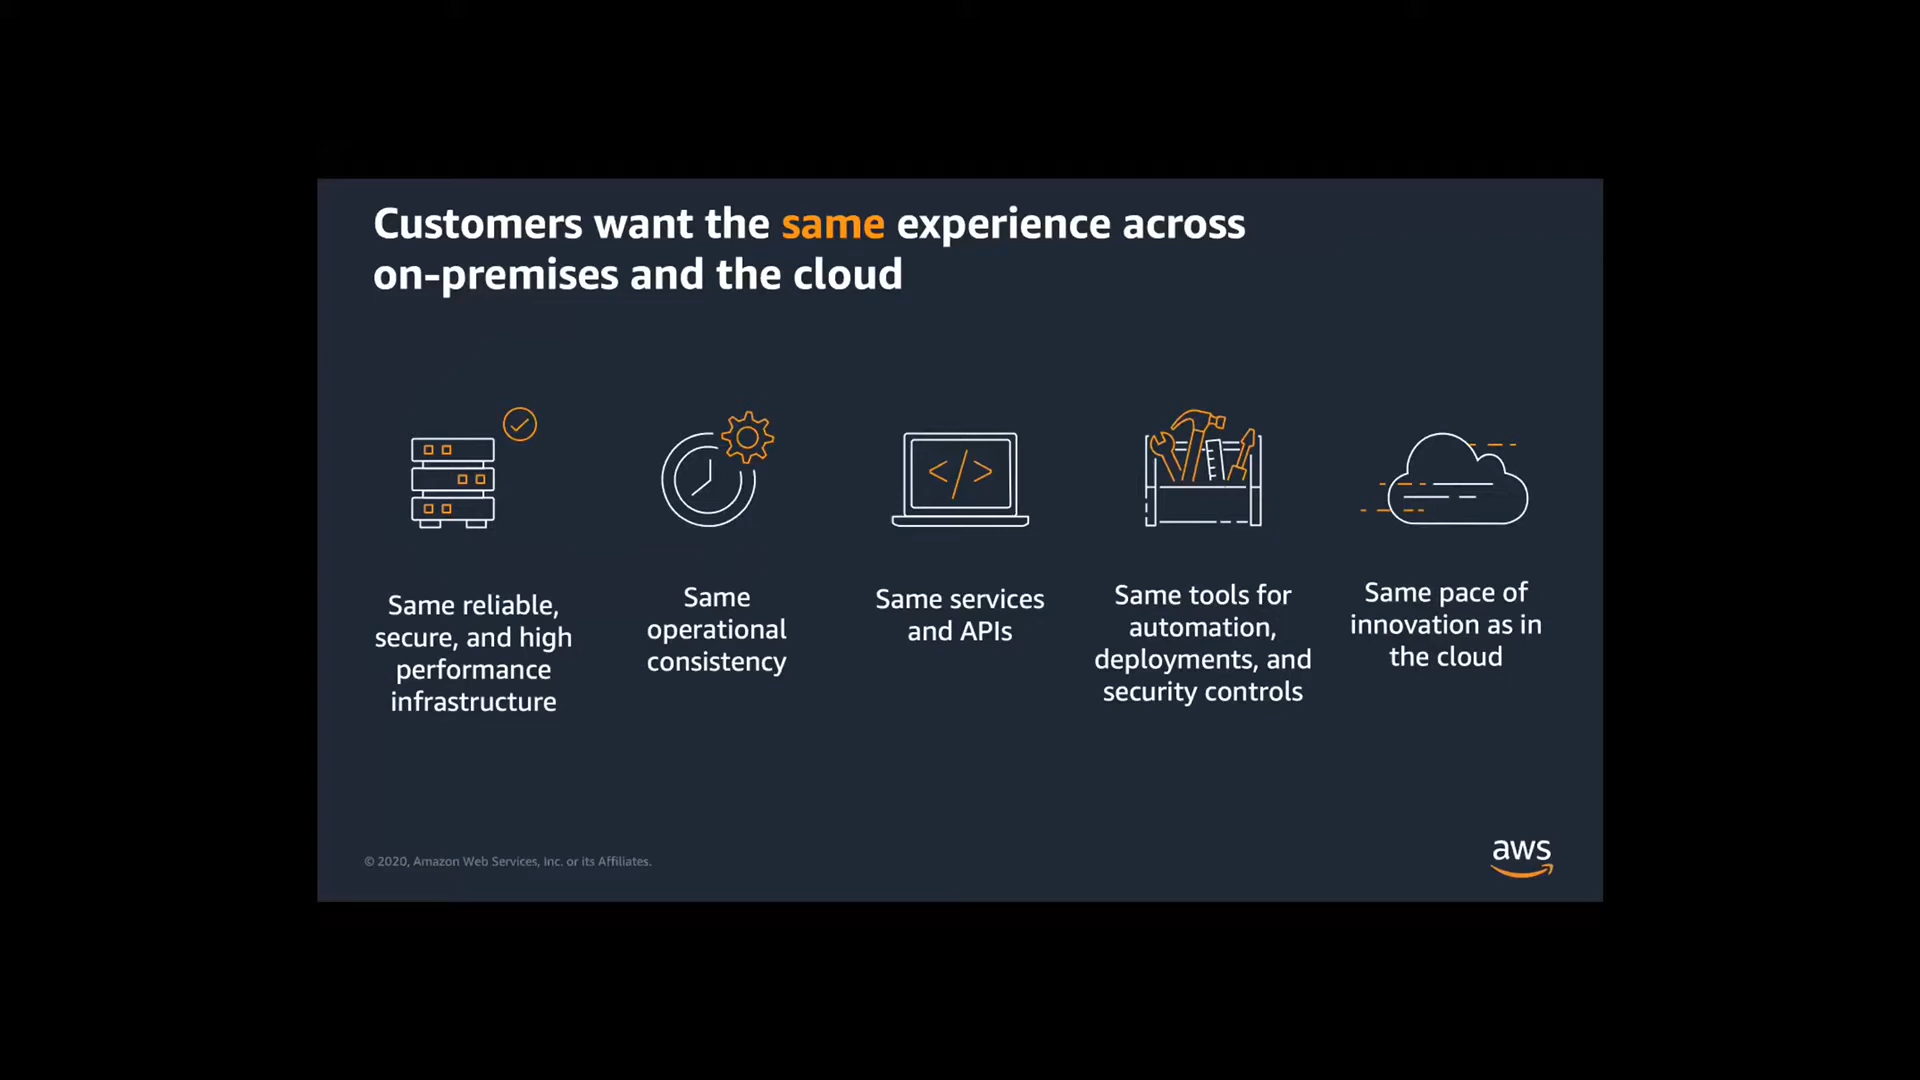 Customers want the same experience across
on-premises and the cloud
</>
Same reliable,
secure, and high
performance
infrastructure
Same
operational
consistency
Same services
and APIs
Same tools for
automation,
deployments, and
security controls
Same pace of
innovation as in
the cloud
© 2020, Amazon Web Services, Inc. or its Affiliates.
aws